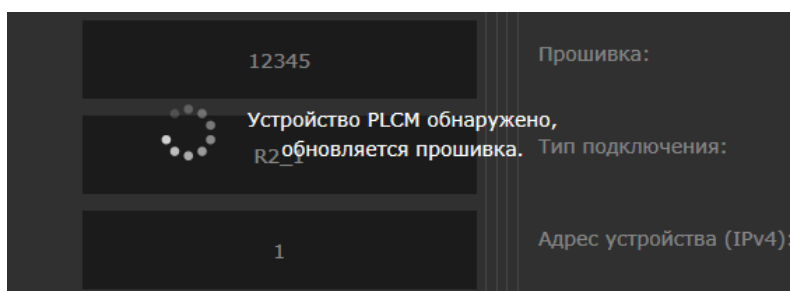 12345
Прошивка:
Устройство PLCM обнаружено,
обновляется прошивка.
R2_1
Тип подключения:
1
Адрес устройства (IPv4):